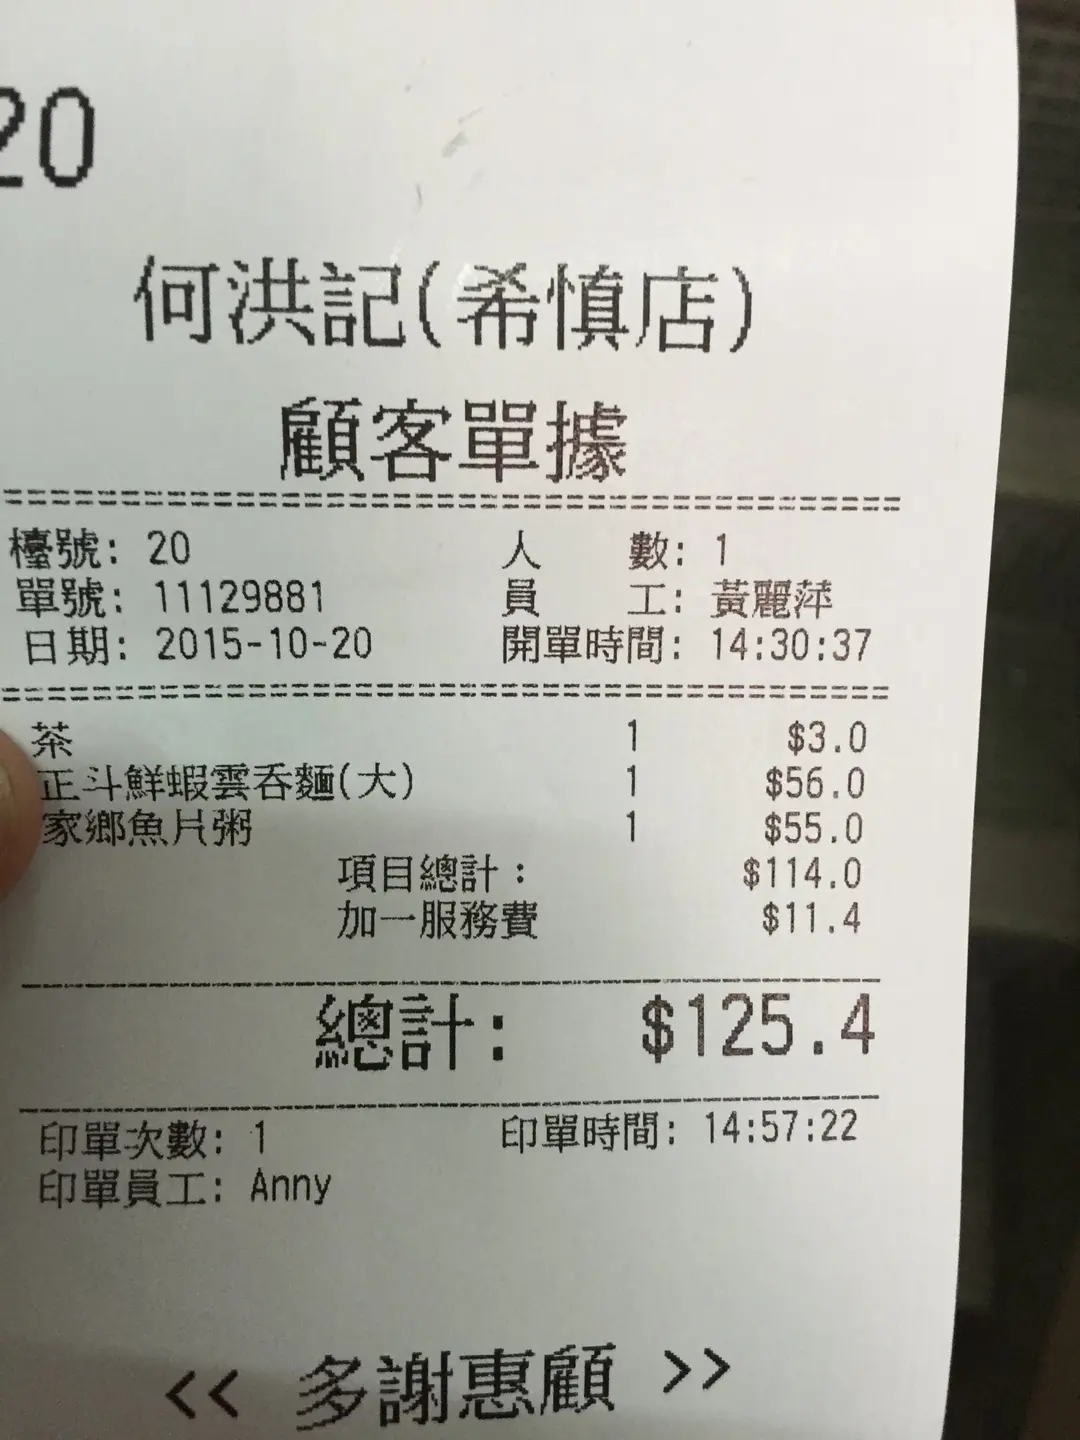 20
何洪記(希慎店)
顧客單據
檯號: 20 人 數: 1
單號: 11129881 員 工: 黃麗萍
日期: 2015-10-20 開單時間: 14:30:37
茶 1 $3.0
正斗鮮蝦雲吞麵(大) 1 $56.0
家鄉魚片粥 1 $55.0
項目總計: $114.0
加一服務費 $11.4
總計: $125.4
印單次數: 1 印單時間: 14:57:22
印單員工: Anny
<< 多謝惠顧 >>